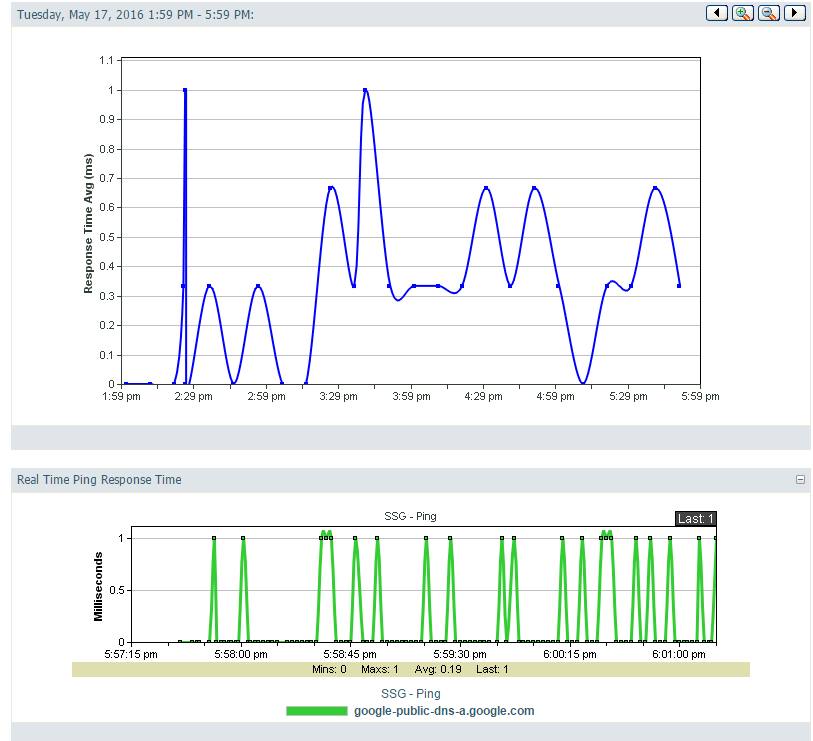 Tuesday, May 17, 2016 1:59 PM - 5:59 PM:
Response Time Avg (ms)
1.1
1
0.9
0.8
0.7
0.6
0.5
0.4
0.3
0.2
0.1
0
1:59 pm 2:29 pm 2:59 pm 3:29 pm 3:59 pm 4:29 pm 4:59 pm 5:29 pm 5:59 pm
Real Time Ping Response Time
SSG - Ping
Last: 1
Milliseconds
1
0.5
0
5:57:15 pm 5:58:00 pm 5:58:45 pm 5:59:30 pm 6:00:15 pm 6:01:00 pm
Mins: 0 Maxs: 1 Avg: 0.19 Last: 1
SSG - Ping
google-public-dns-a.google.com